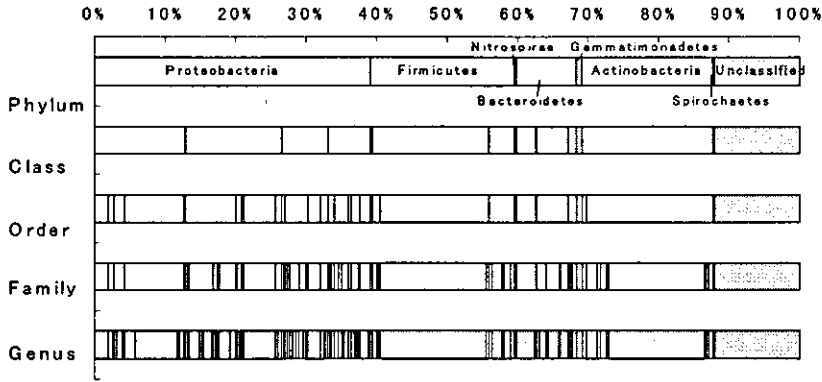 0% 10% 20% 30% 40% 50% 60% 70% 80% 90% 100%
Nitrospirae Gemmatimonadetes
Proteobacteria Firmicutes Actinobacteria Unclassified
Phylum Bacteroidetes Spirochaetes
Class
Order
Family
Genus